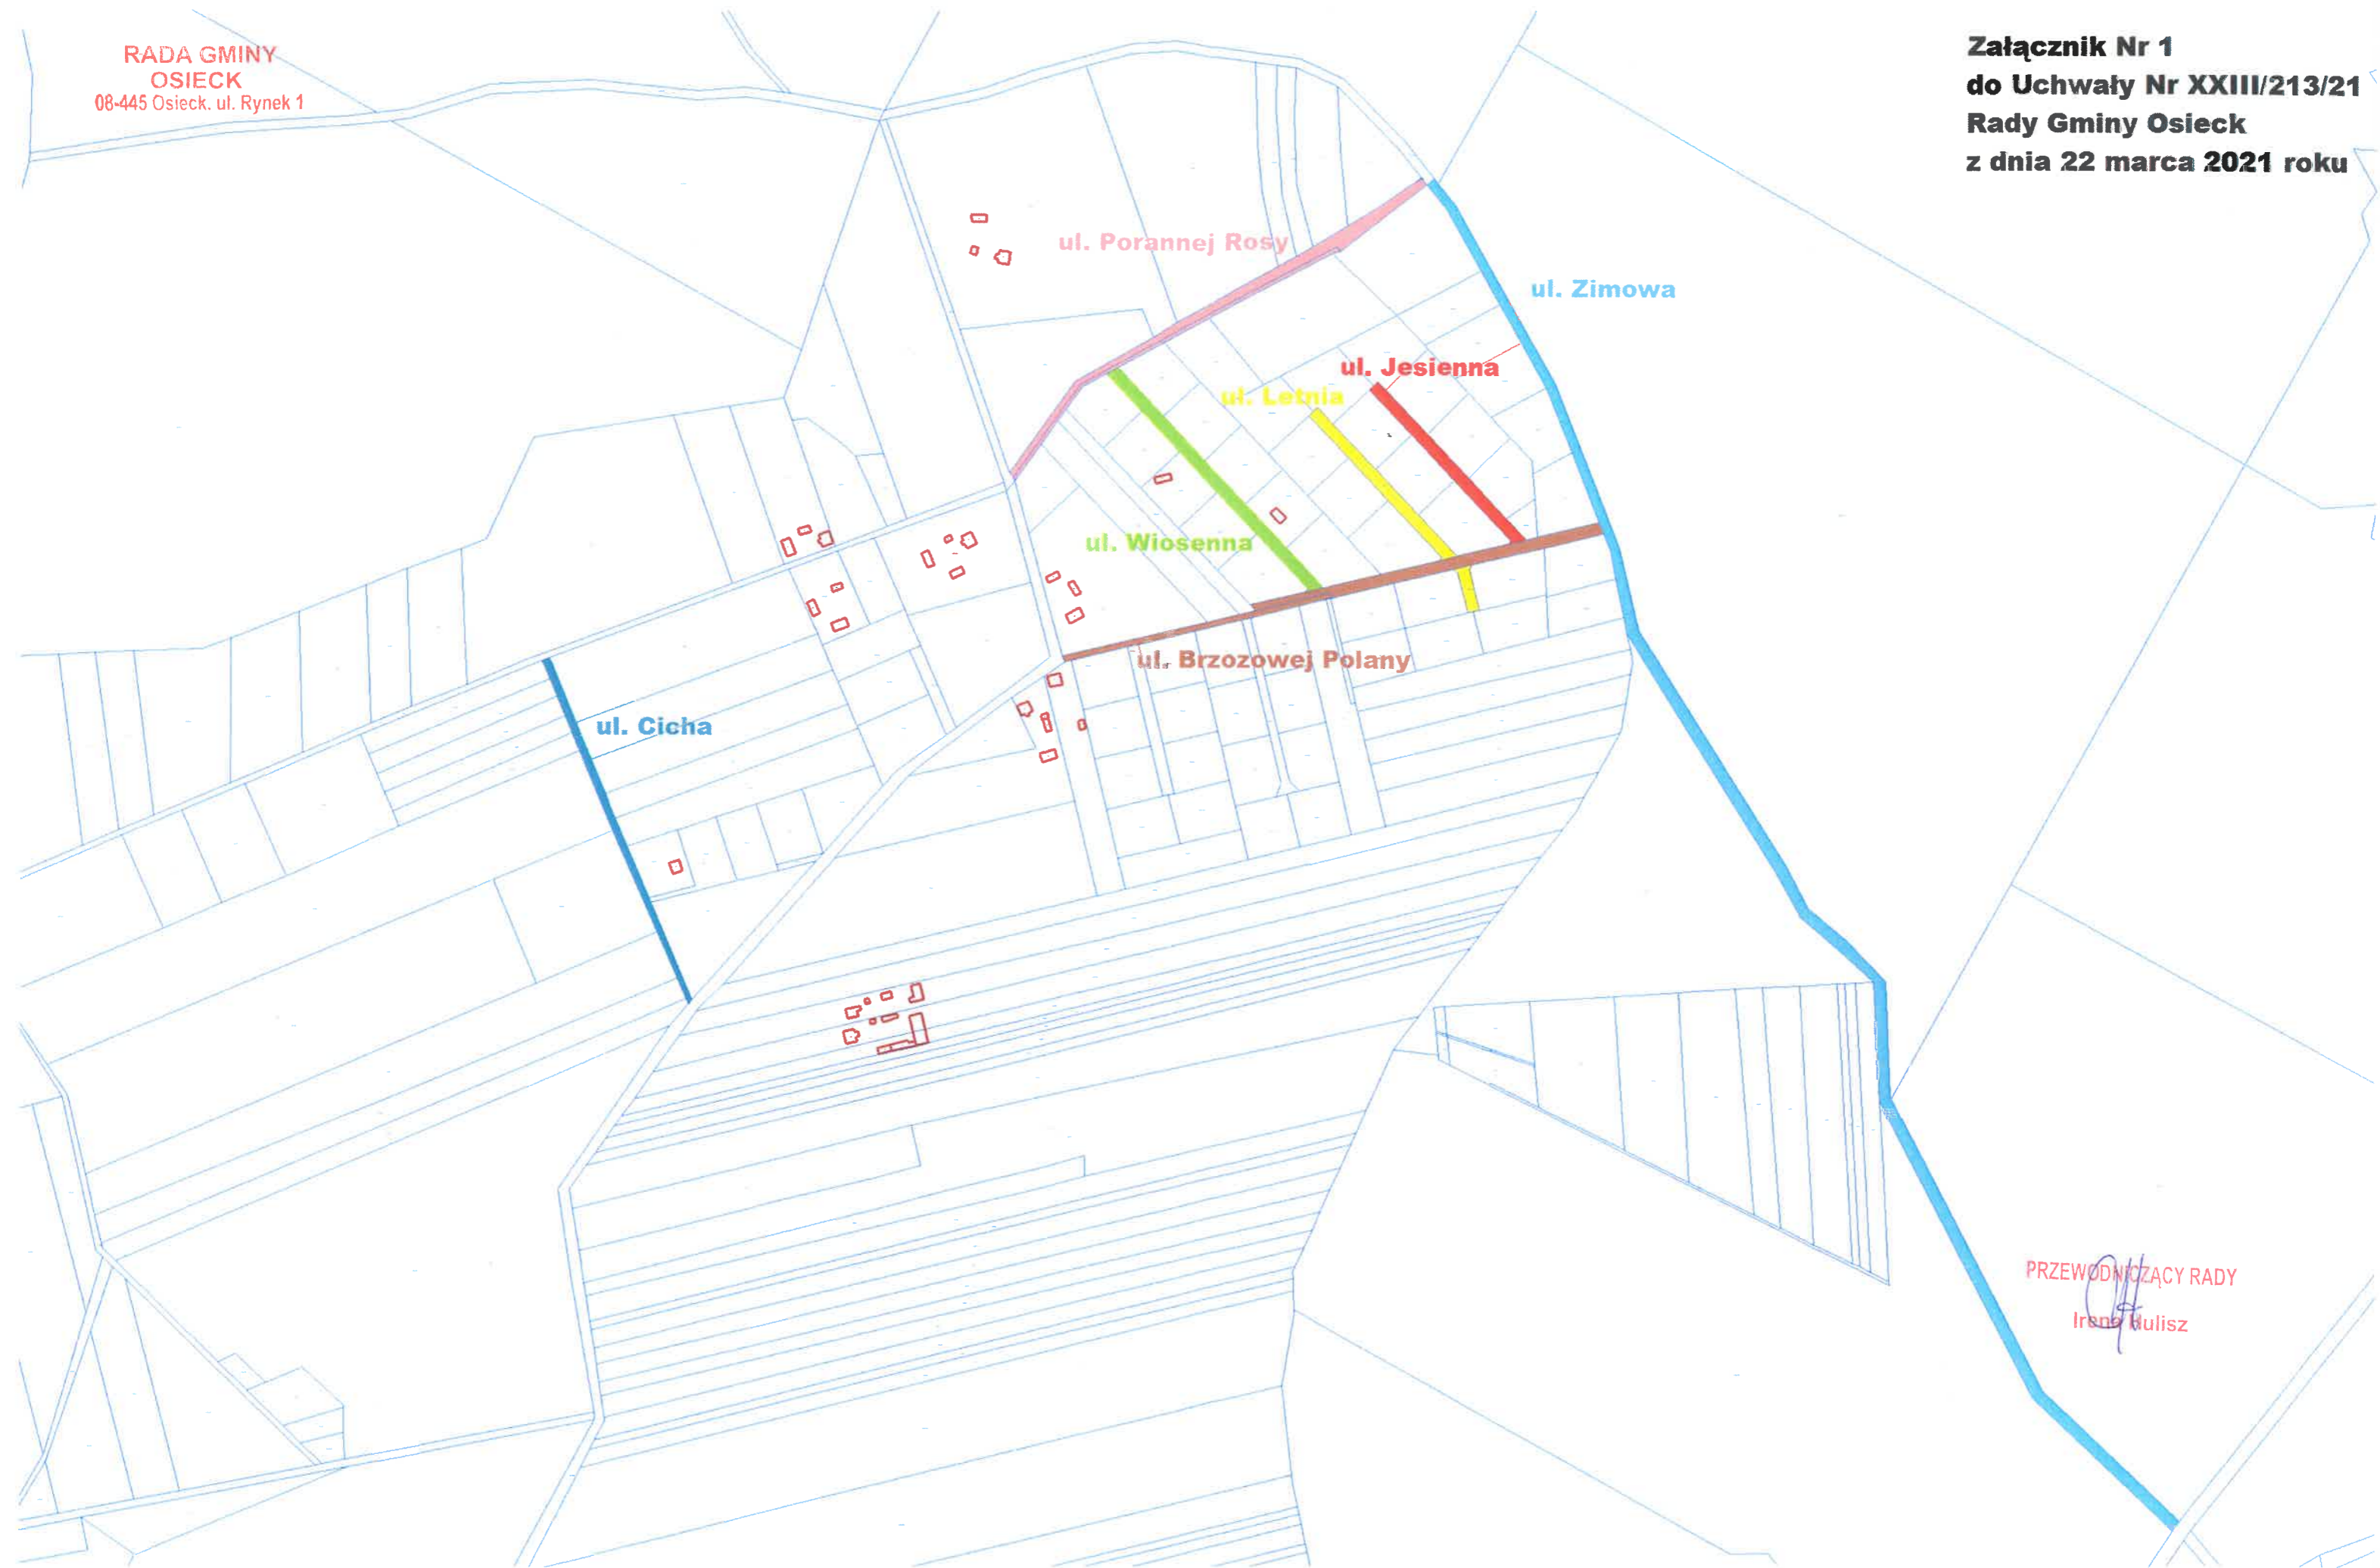 RADA GMINY
OSIECK
08-445 Osieck. ul. Rynek 1
Załącznik Nr 1
do Uchwały Nr XXIII/213/21
Rady Gminy Osieck
z dnia 22 marca 2021 roku
ul. Porannej Rosy
ul. Zimowa
ul. Jesienna
ul. Letnia
ul. Wiosenna
ul. Brzozowej Polany
ul. Cicha
PRZEWODNICZĄCY RADY
Irena Hulisz